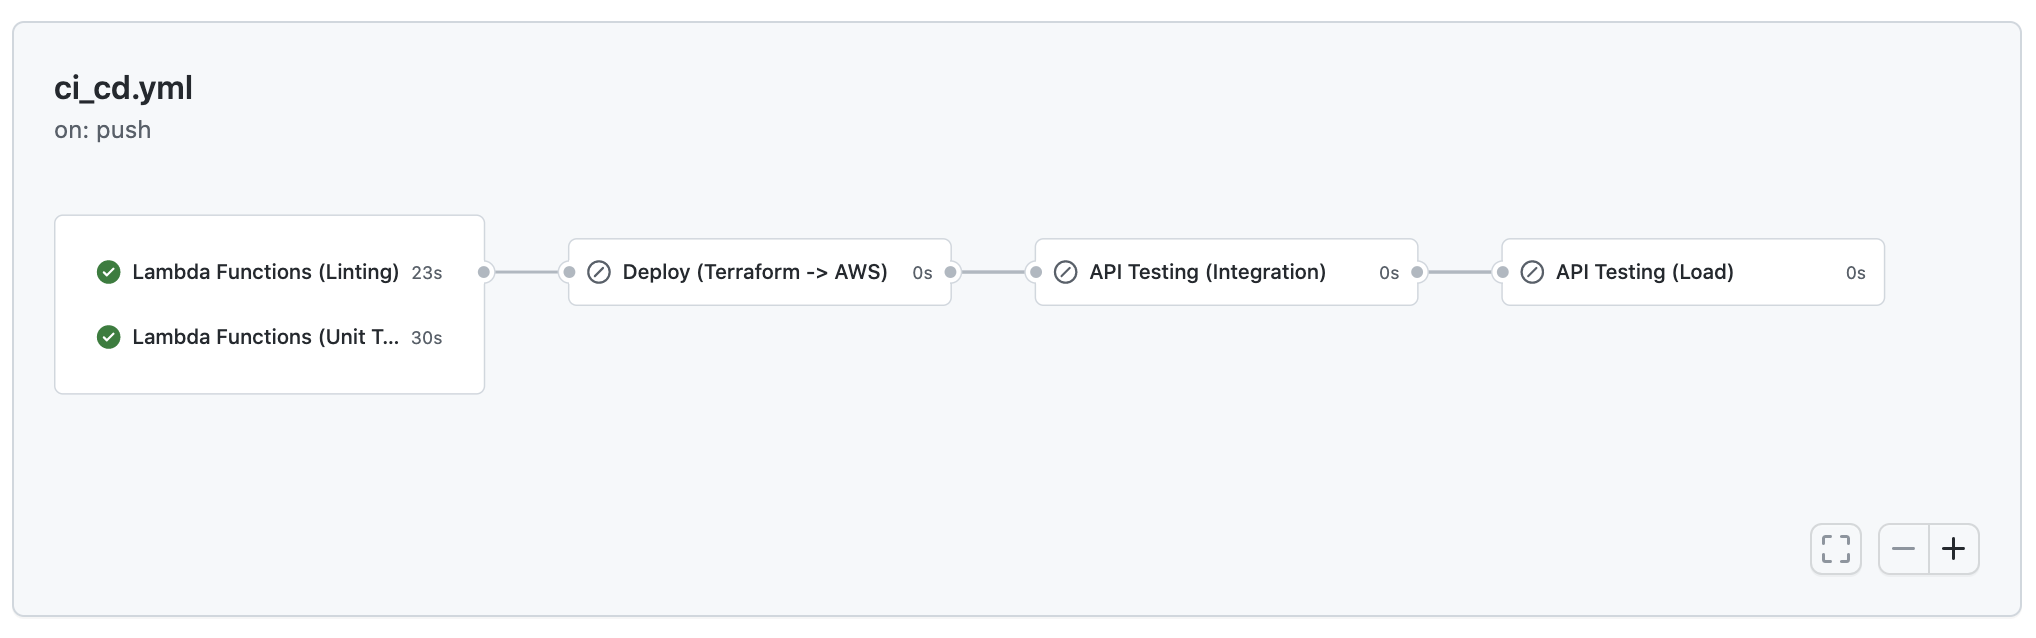 ci_cd.yml
on: push
Lambda Functions (Linting) 23s
Lambda Functions (Unit T... 30s
Deploy (Terraform -> AWS) 0s
API Testing (Integration) 0s
API Testing (Load) 0s